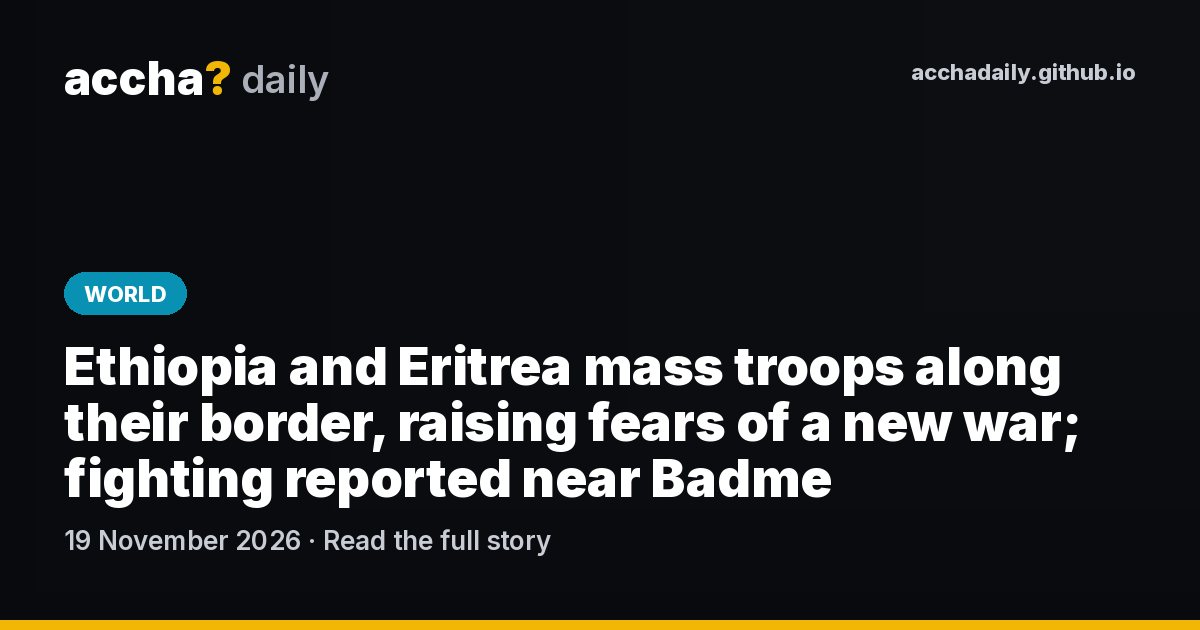 accha? daily
acchadaily.github.io
WORLD
Ethiopia and Eritrea mass troops along
their border, raising fears of a new war;
fighting reported near Badme
19 November 2026 · Read the full story